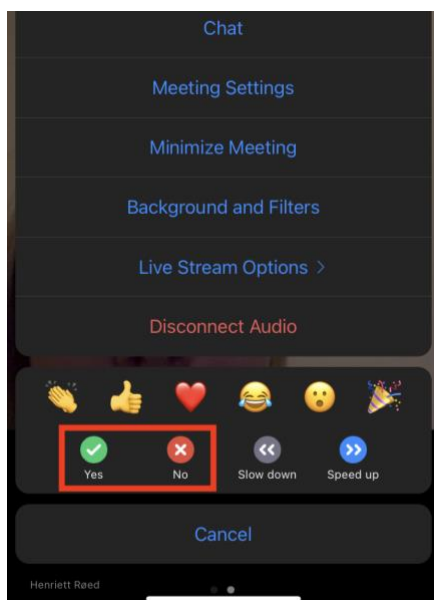 Chat
Meeting Settings
Minimize Meeting
Background and Filters
Live Stream Options >
Disconnect Audio
Yes No Slow down Speed up
Cancel
Henriett Røed